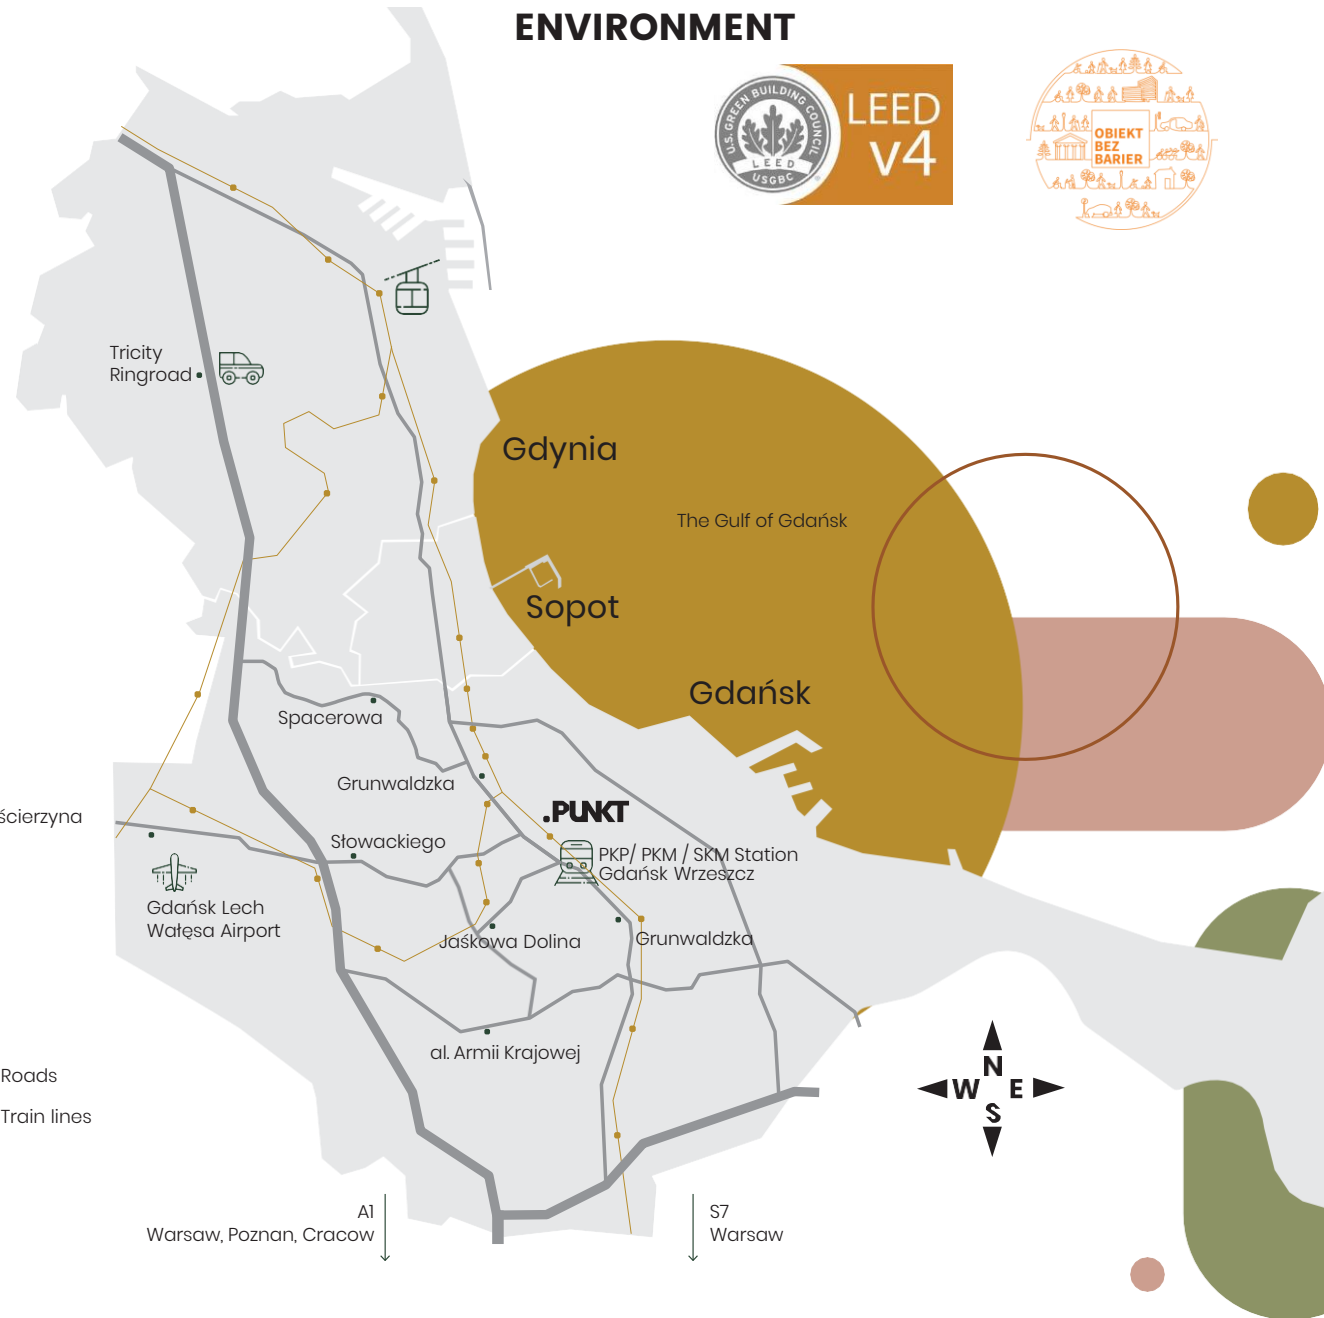 ENVIRONMENT
U.S. GREEN BUILDING COUNCIL
LEED
USGBC
LEED
v4
OBIEKT
BEZ
BARIER
Tricity
Ringroad
Gdynia
The Gulf of Gdańsk
Sopot
Gdańsk
Spacerowa
Grunwaldzka
ścierzyna
.PUNKT
Słowackiego
PKP/ PKM / SKM Station
Gdańsk Wrzeszcz
Gdańsk Lech
Wałęsa Airport
Jaśkowa Dolina
Grunwaldzka
al. Armii Krajowej
Roads
Train lines
N
W E
S
A1
Warsaw, Poznan, Cracow
S7
Warsaw